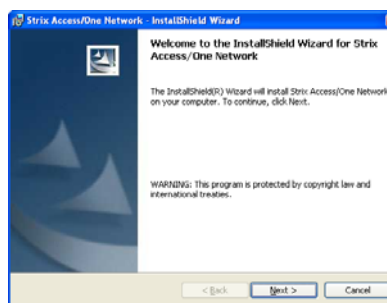 Strix Access/One Network - InstallShield Wizard
Welcome to the InstallShield Wizard for Strix
Access/One Network
The InstallShield(R) Wizard will install Strix Access/One Network
on your computer. To continue, click Next.
WARNING: This program is protected by copyright law and
international treaties.
< Back Next > Cancel